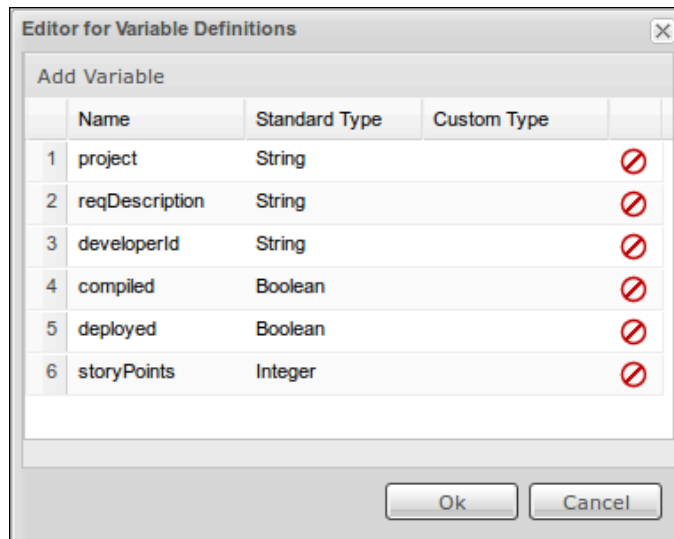 Editor for Variable Definitions
Add Variable
Name Standard Type Custom Type
1 project String
2 reqDescription String
3 developerId String
4 compiled Boolean
5 deployed Boolean
6 storyPoints Integer
Ok Cancel